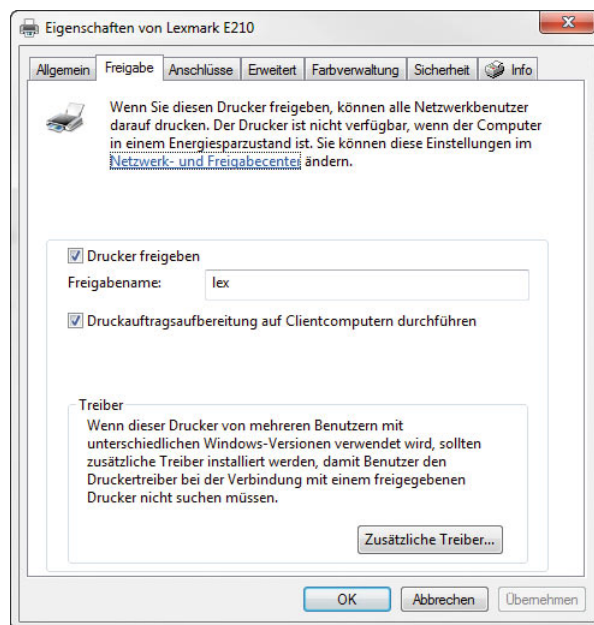 Eigenschaften von Lexmark E210
Allgemein Freigabe Anschlüsse Erweitert Farbverwaltung Sicherheit Info
Wenn Sie diesen Drucker freigeben, können alle Netzwerkbenutzer
darauf drucken. Der Drucker ist nicht verfügbar, wenn der Computer
in einem Energiesparzustand ist. Sie können diese Einstellungen im
Netzwerk- und Freigabecenter ändern.
Drucker freigeben
Freigabename: lex
Druckauftragsaufbereitung auf Clientcomputern durchführen
Treiber
Wenn dieser Drucker von mehreren Benutzern mit
unterschiedlichen Windows-Versionen verwendet wird, sollten
zusätzliche Treiber installiert werden, damit Benutzer den
Druckertreiber bei der Verbindung mit einem freigegebenen
Drucker nicht suchen müssen.
Zusätzliche Treiber...
OK Abbrechen Übernehmen